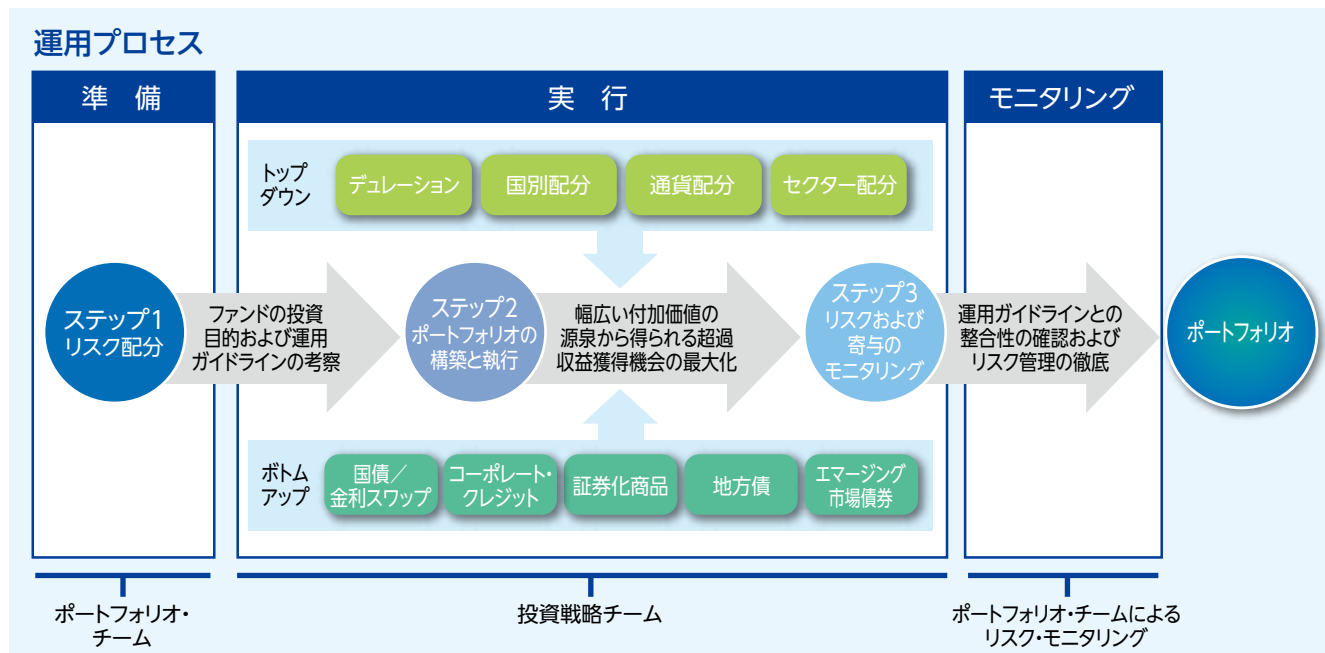 運用プロセス
準　備
実　行
モニタリング
トップ
ダウン
デュレーション
国別配分
通貨配分
セクター配分
ステップ1
リスク配分
ファンドの投資
目的および運用
ガイドラインの考察
ステップ2
ポートフォリオの
構築と執行
幅広い付加価値の
源泉から得られる超過
収益獲得機会の最大化
ステップ3
リスクおよび
寄与の
モニタリング
運用ガイドラインとの
整合性の確認および
リスク管理の徹底
ポートフォリオ
ボトム
アップ
国債／
金利スワップ
コーポレート・
クレジット
証券化商品
地方債
エマージング
市場債券
ポートフォリオ・
チーム
投資戦略チーム
ポートフォリオ・チームによる
リスク・モニタリング